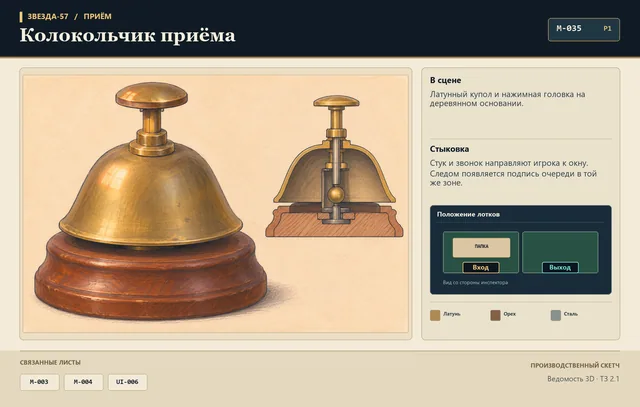 ЗВЕЗДА-57 / ПРИЁМ
Колокольчик приёма
М-035 P1
В сцене
Латунный купол и нажимная головка на
деревянном основании.
Стыковка
Стук и звонок направляют игрока к окну.
Следом появляется подпись очереди в той
же зоне.
Положение лотков
ПАПКА
Вход
Выход
Вид со стороны инспектора
Латунь
Орех
Сталь
СВЯЗАННЫЕ ЛИСТЫ
М-003
М-004
UI-006
ПРОИЗВОДСТВЕННЫЙ СКЕТЧ
Ведомость 3D · ТЗ 2.1